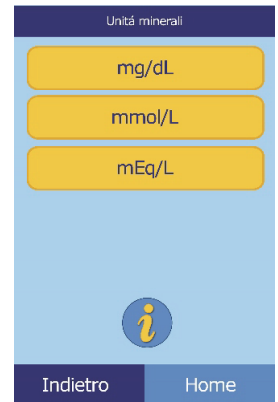 Unitá minerali
mg/dL
mmol/L
mEq/L
i
Indietro Home